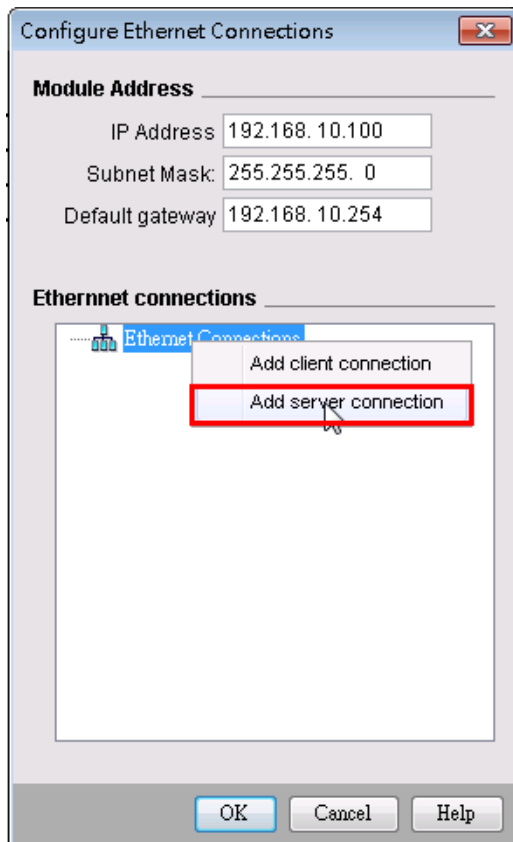 Configure Ethernet Connections
Module Address
IP Address 192.168. 10.100
Subnet Mask: 255.255.255. 0
Default gateway 192.168. 10.254
Ethernnet connections
Ethernet Connections
Add client connection
Add server connection
OK Cancel Help